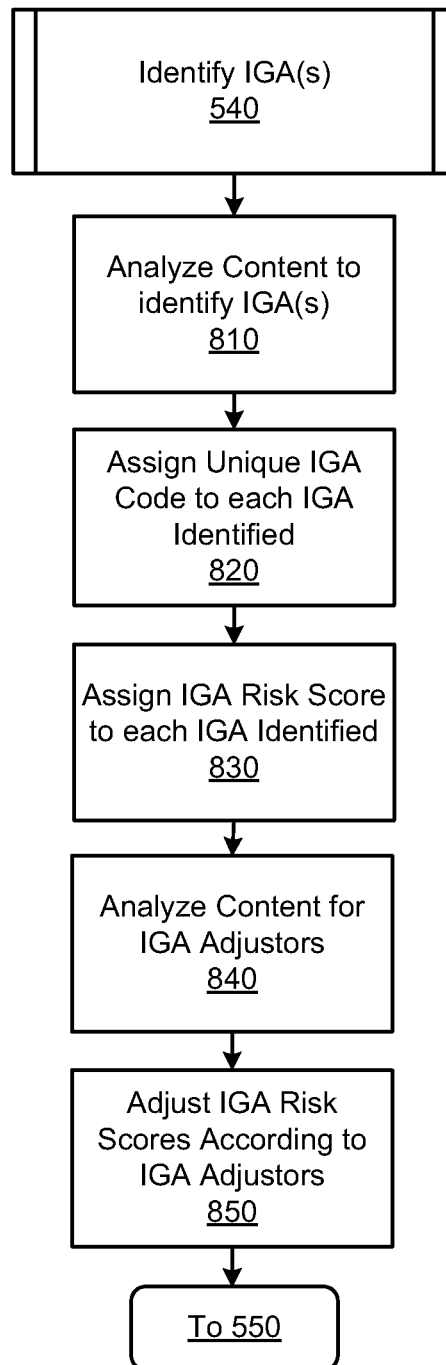 Identify IGA(s)
540
Analyze Content to
identify IGA(s)
810
Assign Unique IGA
Code to each IGA
Identified
820
Assign IGA Risk Score
to each IGA Identified
830
Analyze Content for
IGA Adjustors
840
Adjust IGA Risk
Scores According to
IGA Adjustors
850
To 550